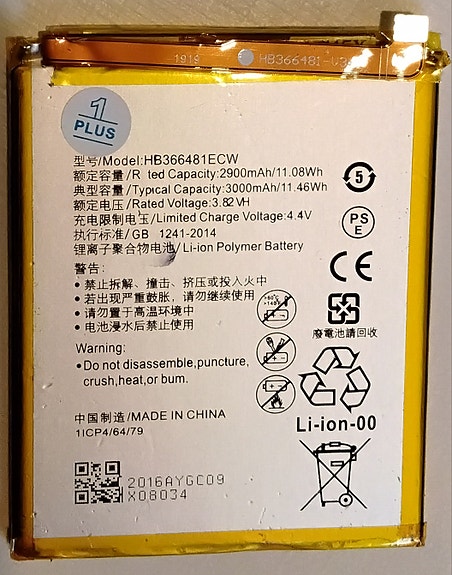 1919 HB366481-V3
1
PLUS
型号/Model:HB366481ECW
额定容量/R ted Capacity:2900mAh/11.08Wh
典型容量/Typical Capacity:3000mAh/11.46Wh
额定电压/Rated Voltage:3.82VH
充电限制电压/Limited Charge Voltage:4.4V
执行标准/GB 1241-2014
锂离子聚合物电池/Li-ion Polymer Battery
警告:
• 禁止拆解、撞击、挤压或投入火中
• 若出现严重鼓胀，请勿继续使用
• 请勿置于高温环境中
• 电池浸水后禁止使用
Warning:
•Do not disassemble,puncture,
crush,heat,or bum.
中国制造/MADE IN CHINA
1ICP4/64/79
2016AYGC09
X08034
5
PS
E
CE
廢電池請回收
Li-ion-00